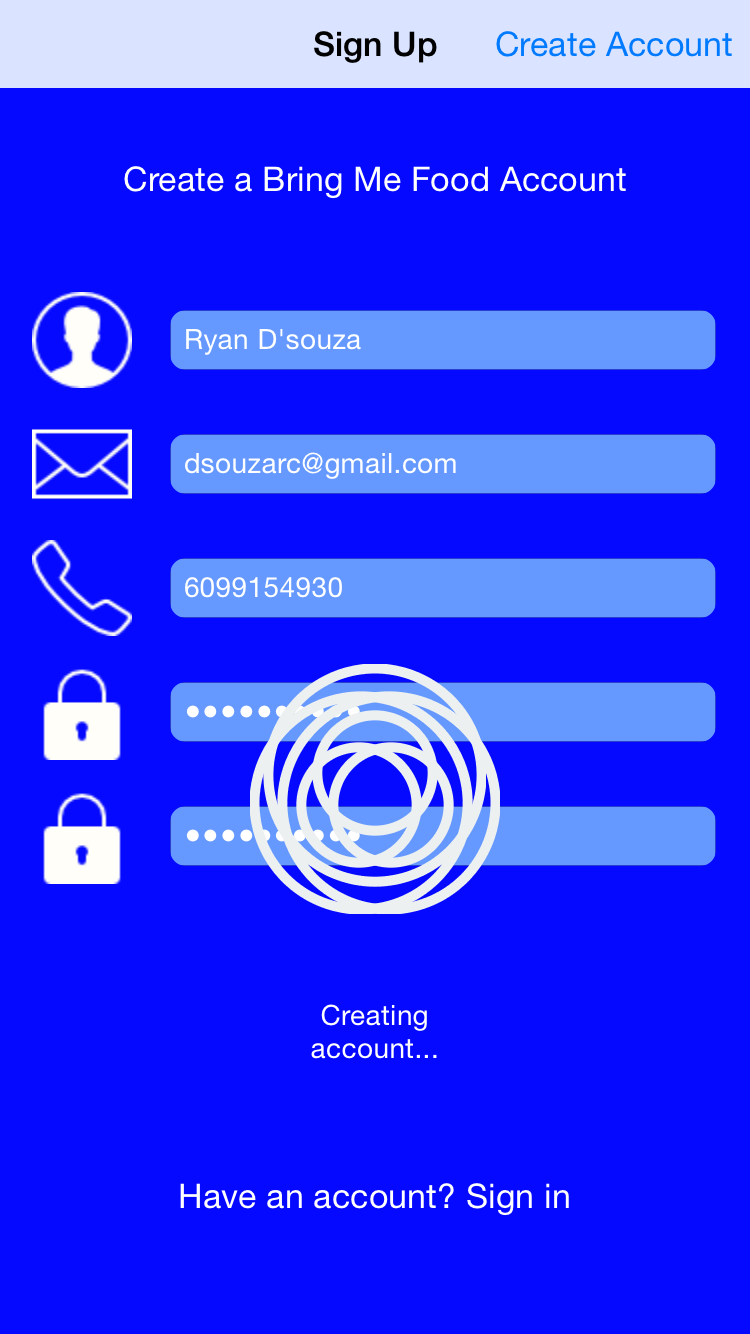 Sign Up
Create Account
Create a Bring Me Food Account
Ryan D'souza
dsouzarc@gmail.com
6099154930
Creating
account...
Have an account? Sign in